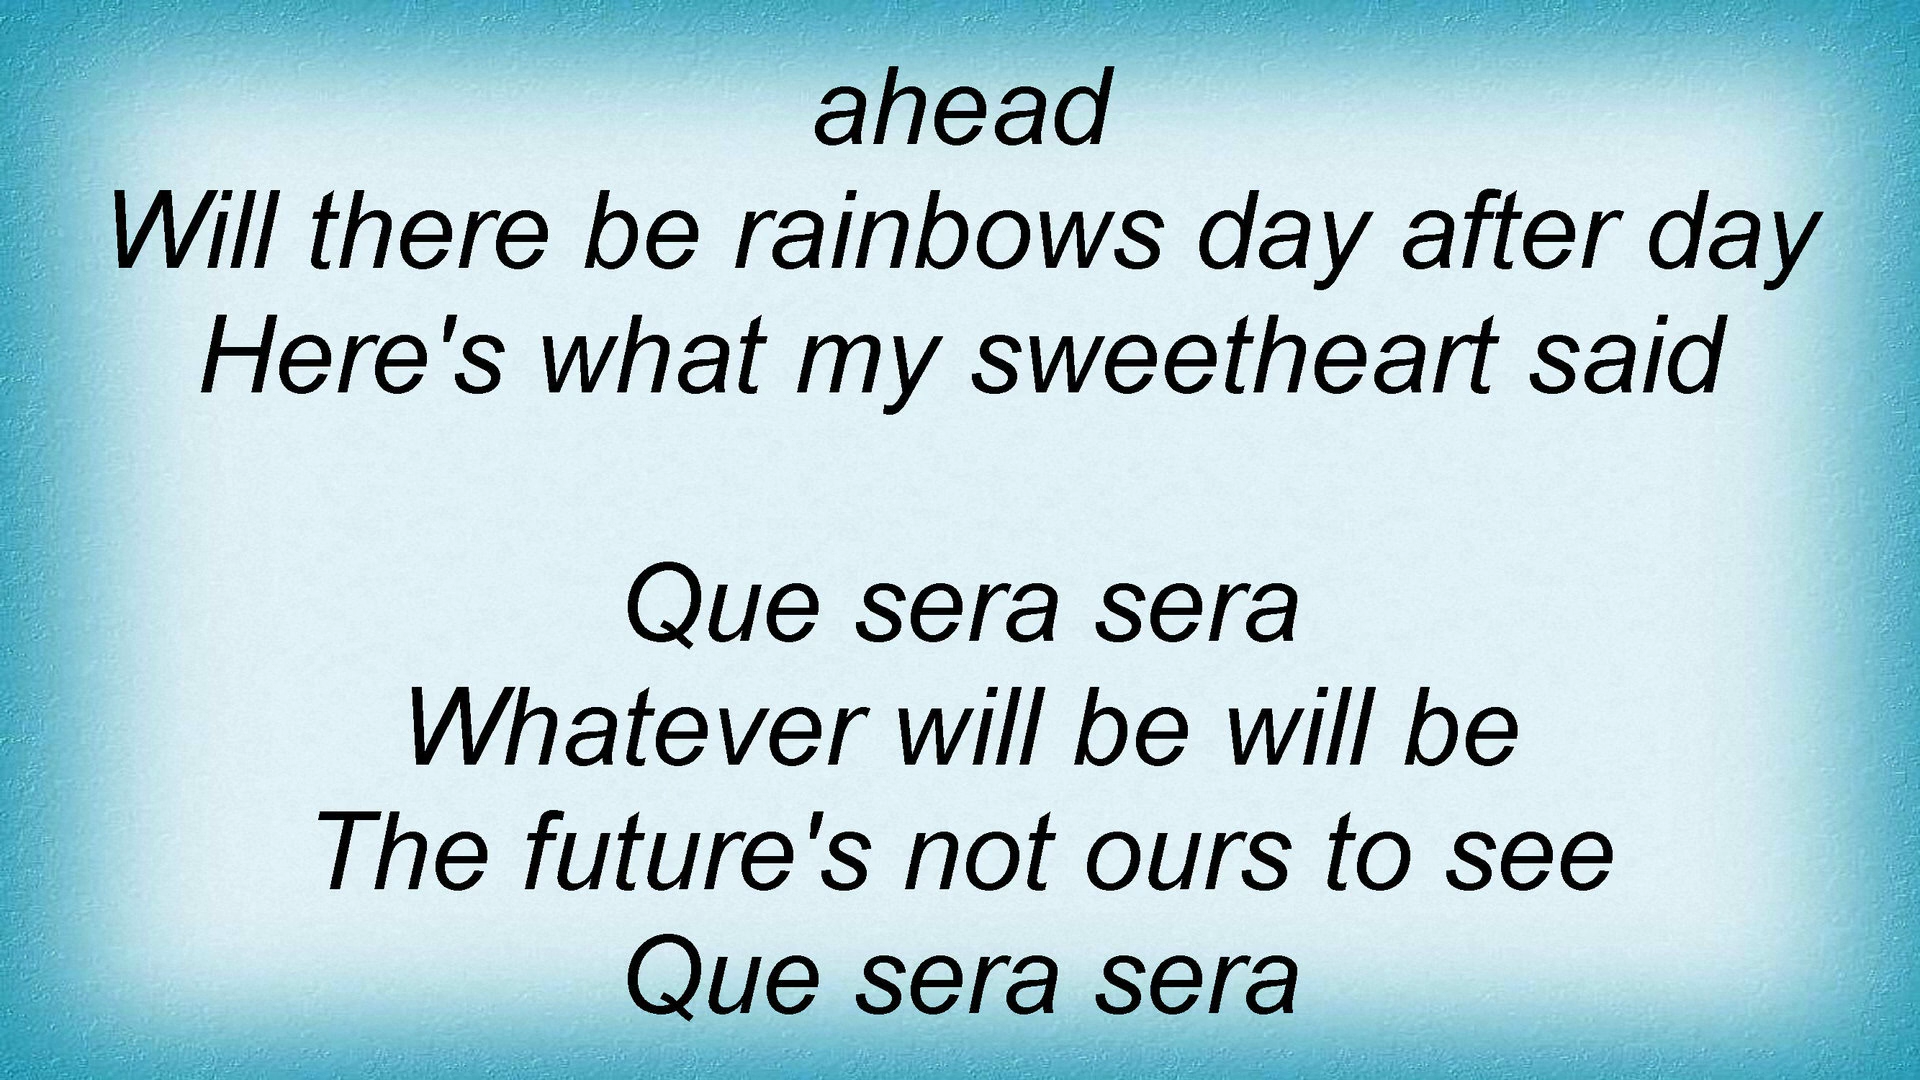 ahead
Will there be rainbows day after day
Here's what my sweetheart said
Que sera sera
Whatever will be will be
The future's not ours to see
Que sera sera